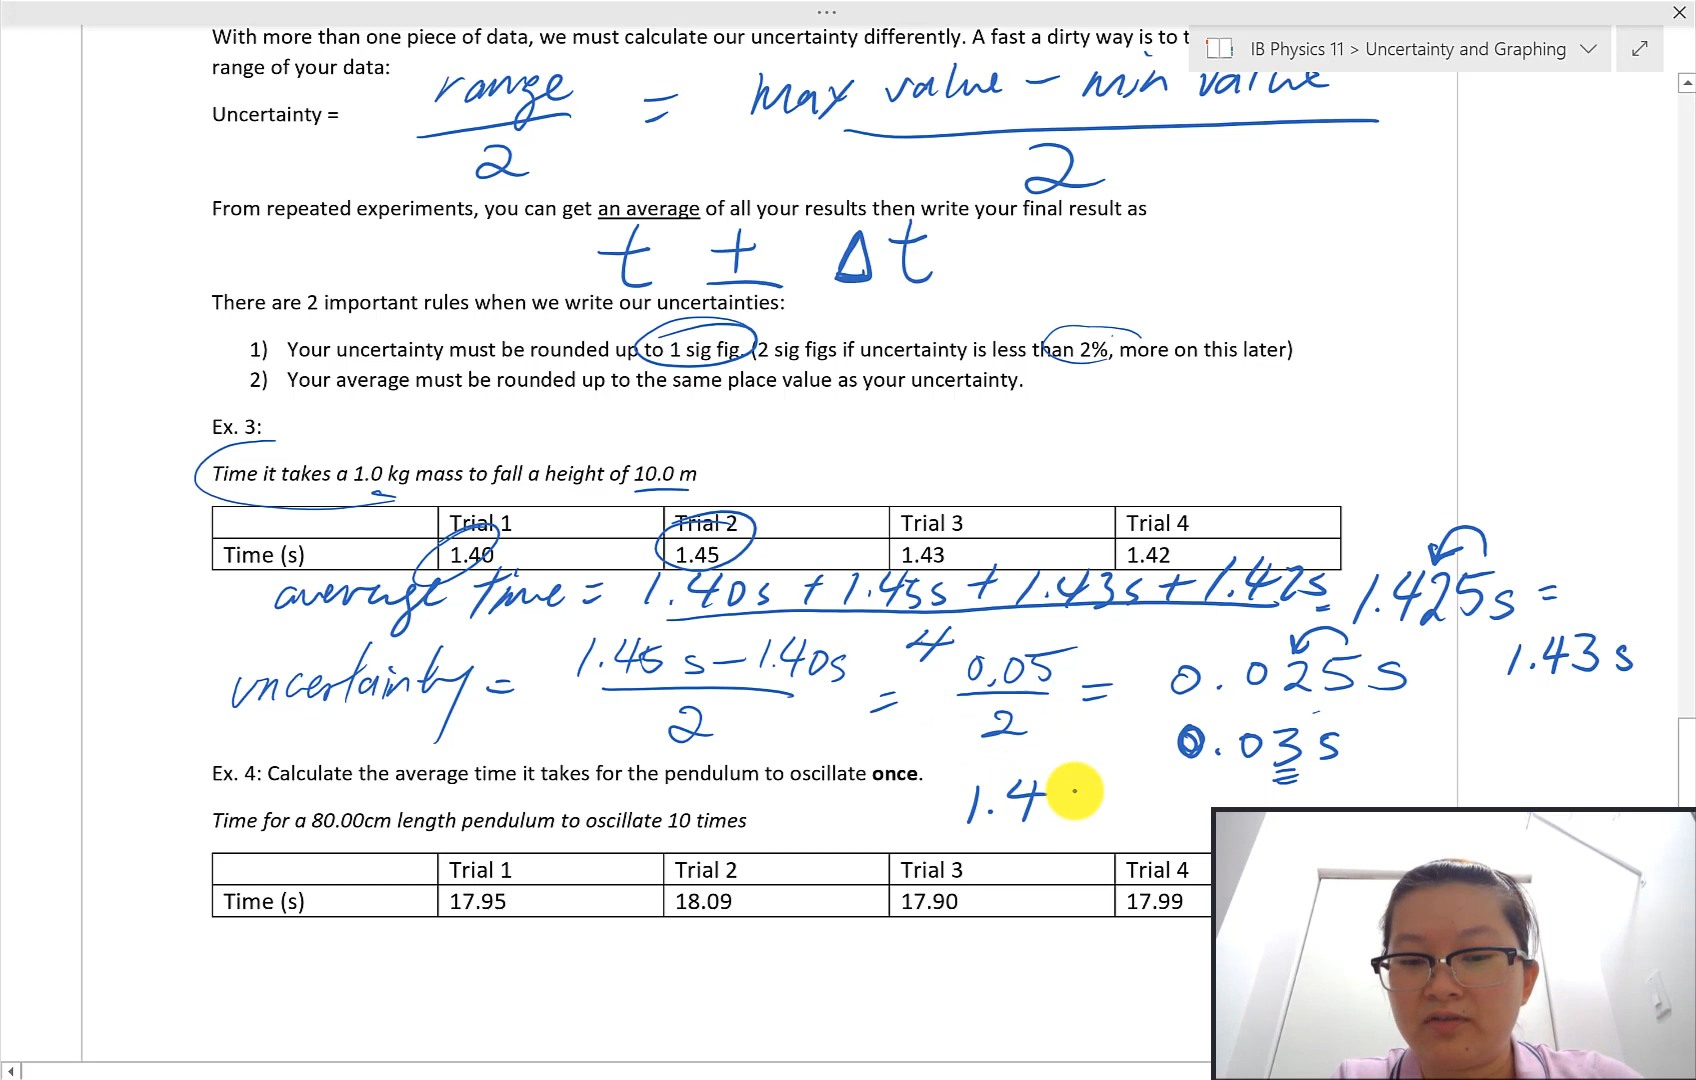 With more than one piece of data, we must calculate our uncertainty differently. A fast a dirty way is to t
IB Physics 11 > Uncertainty and Graphing
range of your data:
Uncertainty = range / 2 = max value - min value / 2
From repeated experiments, you can get an average of all your results then write your final result as
t ± Δt
There are 2 important rules when we write our uncertainties:
1) Your uncertainty must be rounded up to 1 sig fig. (2 sig figs if uncertainty is less than 2%, more on this later)
2) Your average must be rounded up to the same place value as your uncertainty.
Ex. 3:
Time it takes a 1.0 kg mass to fall a height of 10.0 m
Trial 1 Trial 2 Trial 3 Trial 4
Time (s) 1.40 1.45 1.43 1.42
average time = 1.40s + 1.45s + 1.43s + 1.42s / 4 = 1.425s =
1.43s
uncertainty = 1.45s - 1.40s / 2 = 0.05 / 2 = 0.025s
0.03s
Ex. 4: Calculate the average time it takes for the pendulum to oscillate once.
1.4
Time for a 80.00cm length pendulum to oscillate 10 times
Trial 1 Trial 2 Trial 3 Trial 4
Time (s) 17.95 18.09 17.90 17.99